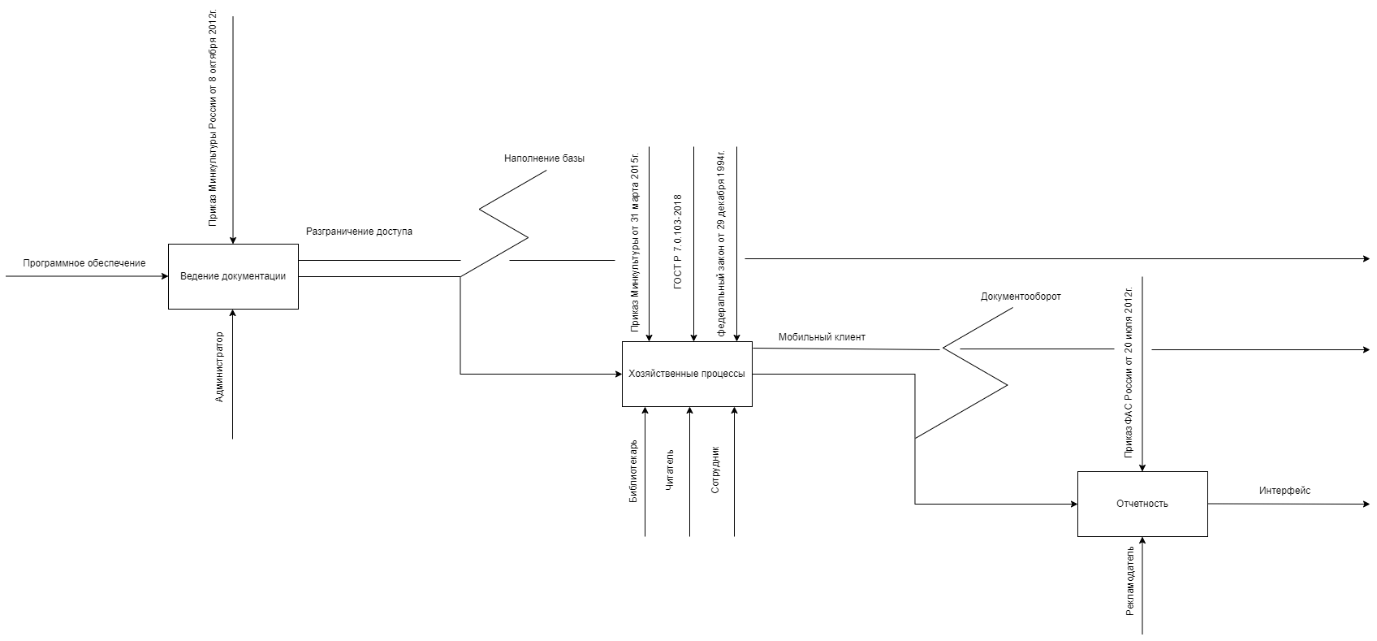 Приказ Минкультуры России от 8 октября 2012г.
Наполнение базы
Приказ Минкультуры от 31 марта 2015г.
ГОСТ Р 7.0.103-2018
федеральный закон от 29 декабря 1994г.
Разграничение доступа
Программное обеспечение
Ведение документации
Документооборот
Приказ ФАС России от 20 июля 2012г.
Администратор
Мобильный клиент
Хозяйственные процессы
Библиотекарь
Читатель
Сотрудник
Интерфейс
Отчетность
Рекламодатель